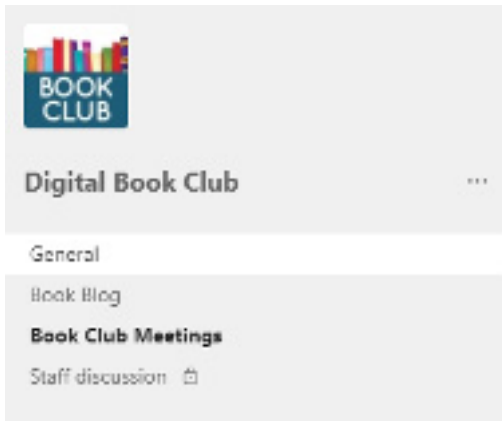 BOOK
CLUB
Digital Book Club
General
Book Blog
Book Club Meetings
Staff discussion